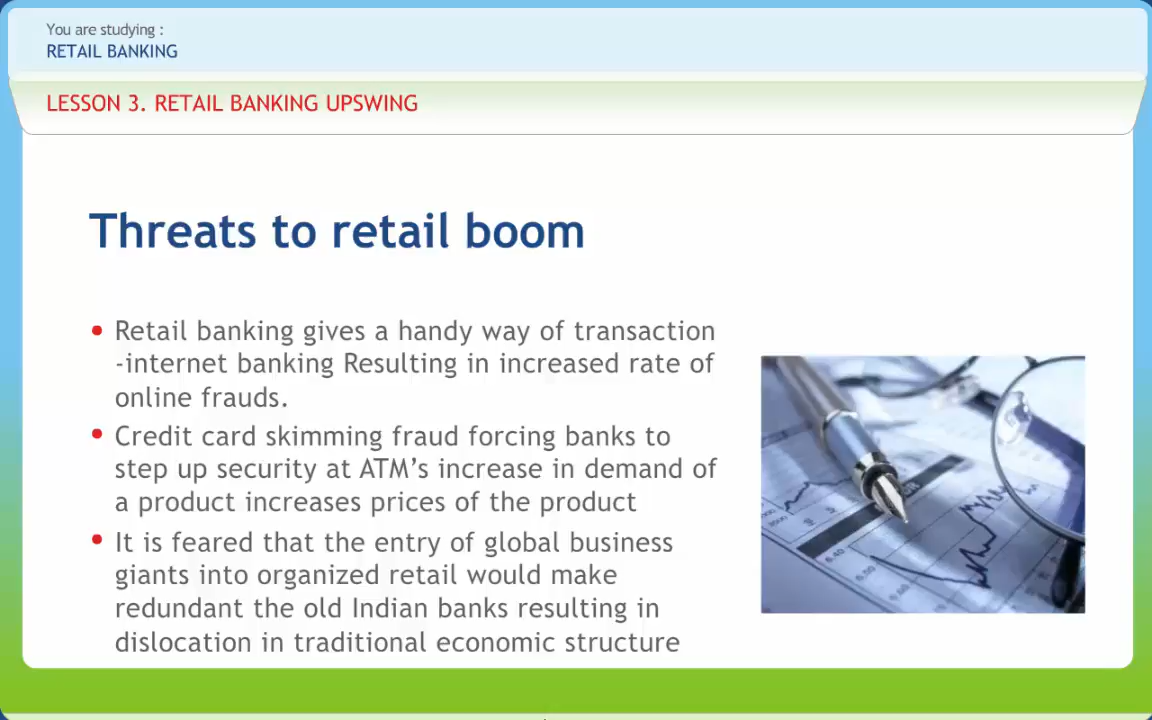 You are studying :
RETAIL BANKING
LESSON 3. RETAIL BANKING UPSWING
Threats to retail boom
• Retail banking gives a handy way of transaction
-internet banking Resulting in increased rate of
online frauds.
• Credit card skimming fraud forcing banks to
step up security at ATM’s increase in demand of
a product increases prices of the product
• It is feared that the entry of global business
giants into organized retail would make
redundant the old Indian banks resulting in
dislocation in traditional economic structure